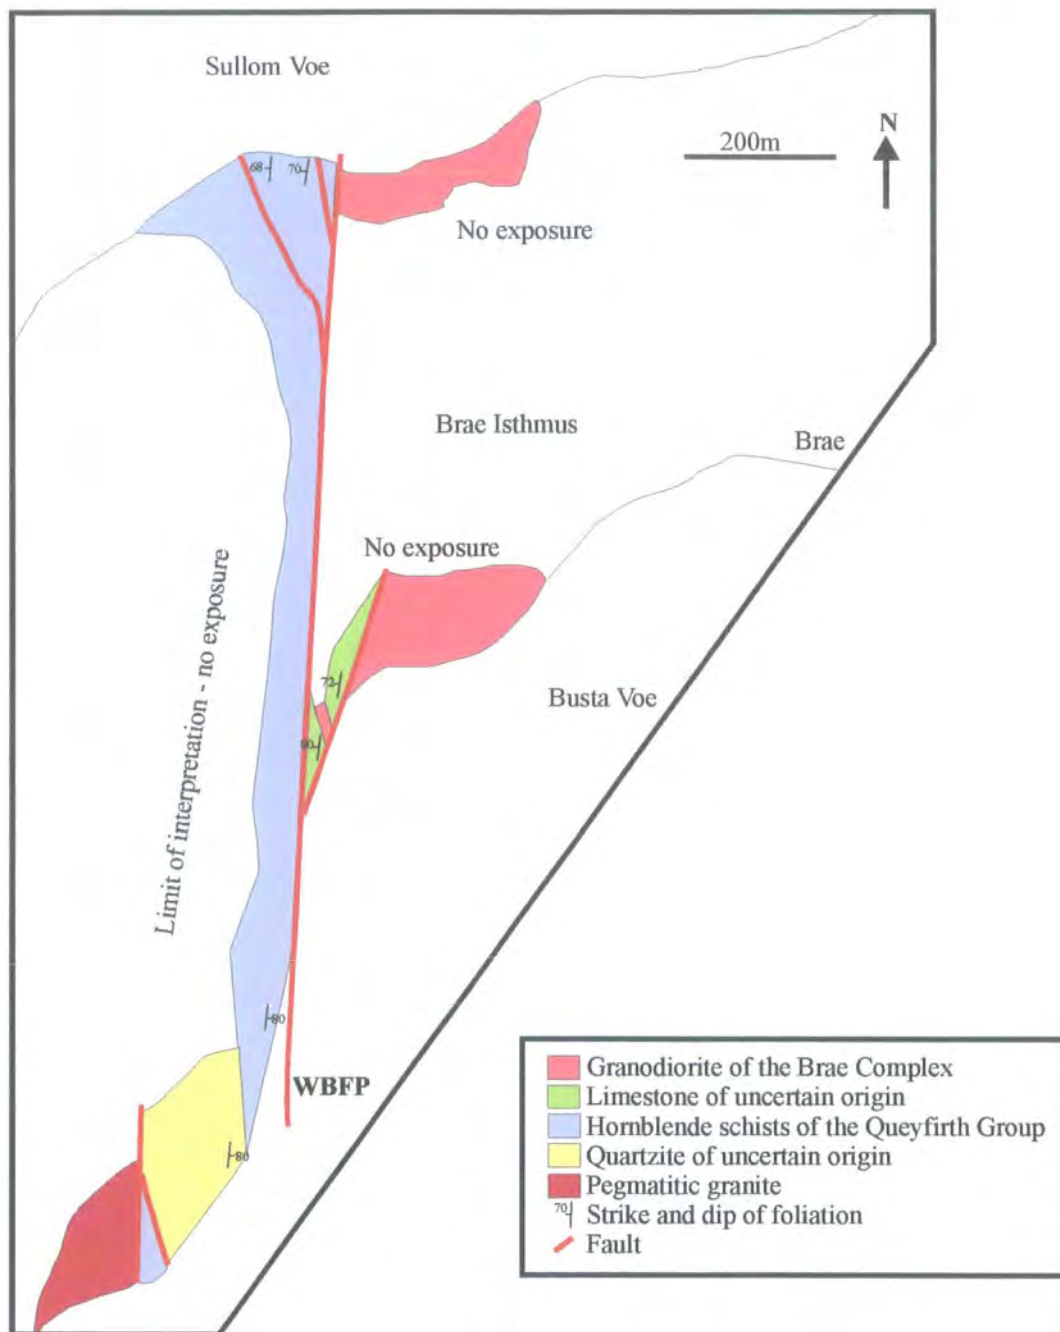 Sullom Voe
N
200m
68
70
No exposure
Brae Isthmus
Brae
No exposure
Limit of interpretation - no exposure
72
Busta Voe
80
80
WBFP
80
Granodiorite of the Brae Complex
Limestone of uncertain origin
Hornblende schists of the Queyfirth Group
Quartzite of uncertain origin
Pegmatitic granite
70 Strike and dip of foliation
Fault